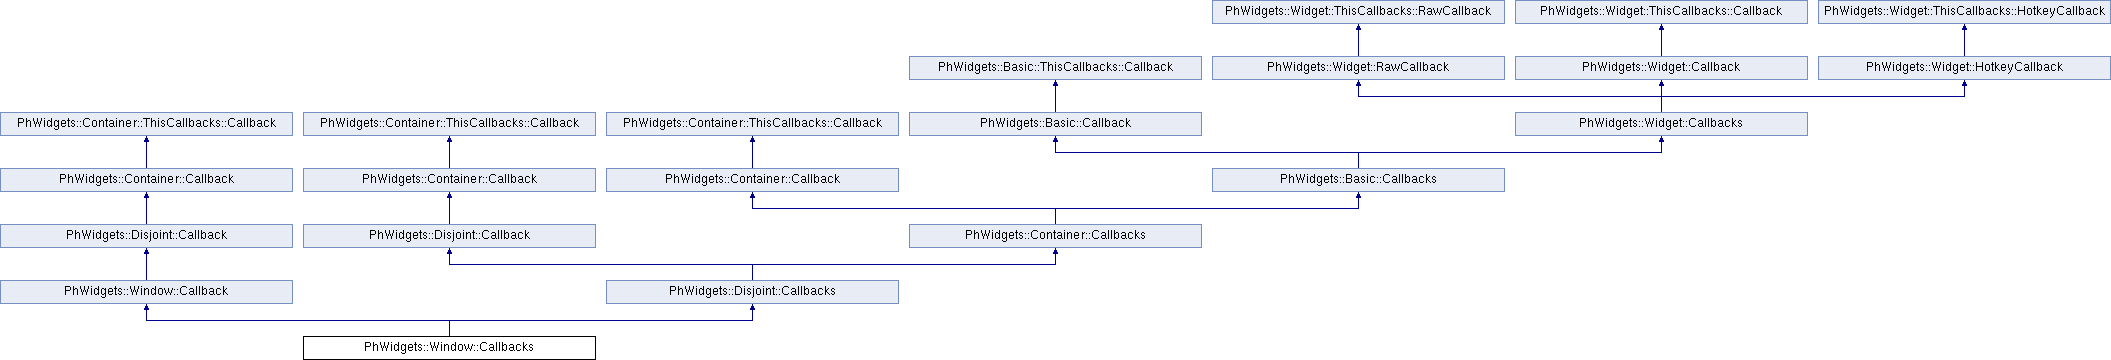 PhWidgets::Widget::ThisCallbacks::RawCallback
PhWidgets::Widget::ThisCallbacks::Callback
PhWidgets::Widget::ThisCallbacks::HotkeyCallback
PhWidgets::Basic::ThisCallbacks::Callback
PhWidgets::Widget::RawCallback
PhWidgets::Widget::Callback
PhWidgets::Widget::HotkeyCallback
PhWidgets::Container::ThisCallbacks::Callback
PhWidgets::Container::ThisCallbacks::Callback
PhWidgets::Container::ThisCallbacks::Callback
PhWidgets::Basic::Callback
PhWidgets::Widget::Callbacks
PhWidgets::Container::Callback
PhWidgets::Container::Callback
PhWidgets::Container::Callback
PhWidgets::Basic::Callbacks
PhWidgets::Disjoint::Callback
PhWidgets::Disjoint::Callback
PhWidgets::Container::Callbacks
PhWidgets::Window::Callback
PhWidgets::Disjoint::Callbacks
PhWidgets::Window::Callbacks